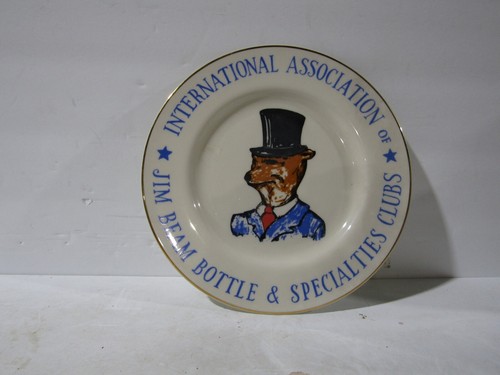 INTERNATIONAL ASSOCIATION OF
JIM BEAM BOTTLE & SPECIALTIES CLUBS